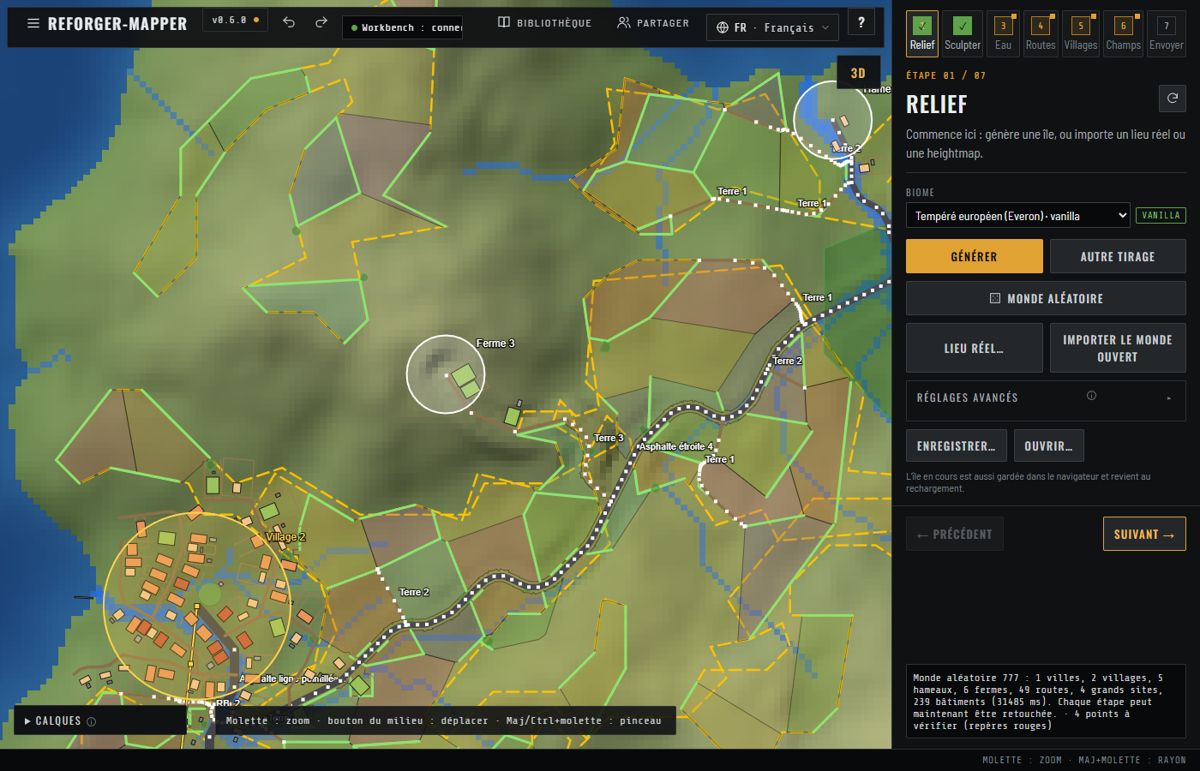 REFORGER-MAPPER
v0.5.0
Workbench : conne
BIBLIOTHÈQUE
PARTAGER
FR · Français
?
3D
Terre 2
Terre 1
Terre 1
Terre 1
Ferme 3
Terre 2
Terre 3
Asphalte étroite 4
Terre 1
Village 2
Terre 2
CALQUES
Molette : zoom · bouton du milieu : déplacer · Maj/Ctrl+molette : pinceau
Relief
Sculpter
3
Eau
4
Routes
5
Villages
6
Champs
7
Envoyer
ÉTAPE 01 / 07
RELIEF
Commence ici : génère une île, ou importe un lieu réel ou
une heightmap.
BIOME
Tempéré européen (Everon) · vanilla
VANILLA
GÉNÉRER
AUTRE TIRAGE
MONDE ALÉATOIRE
LIEU RÉEL…
IMPORTER LE MONDE
OUVERT
RÉGLAGES AVANCÉS
ENREGISTRER…
OUVRIR…
L'île en cours est aussi gardée dans le navigateur et revient au
rechargement.
← PRÉCÉDENT
SUIVANT →
Monde aléatoire 777 : 1 villes, 2 villages, 5
hameaux, 6 fermes, 49 routes, 4 grands sites,
239 bâtiments (31485 ms). Chaque étape peut
maintenant être retouchée. · 4 points à
vérifier (repères rouges)
MOLETTE : ZOOM · MAJ+MOLETTE : RAYON